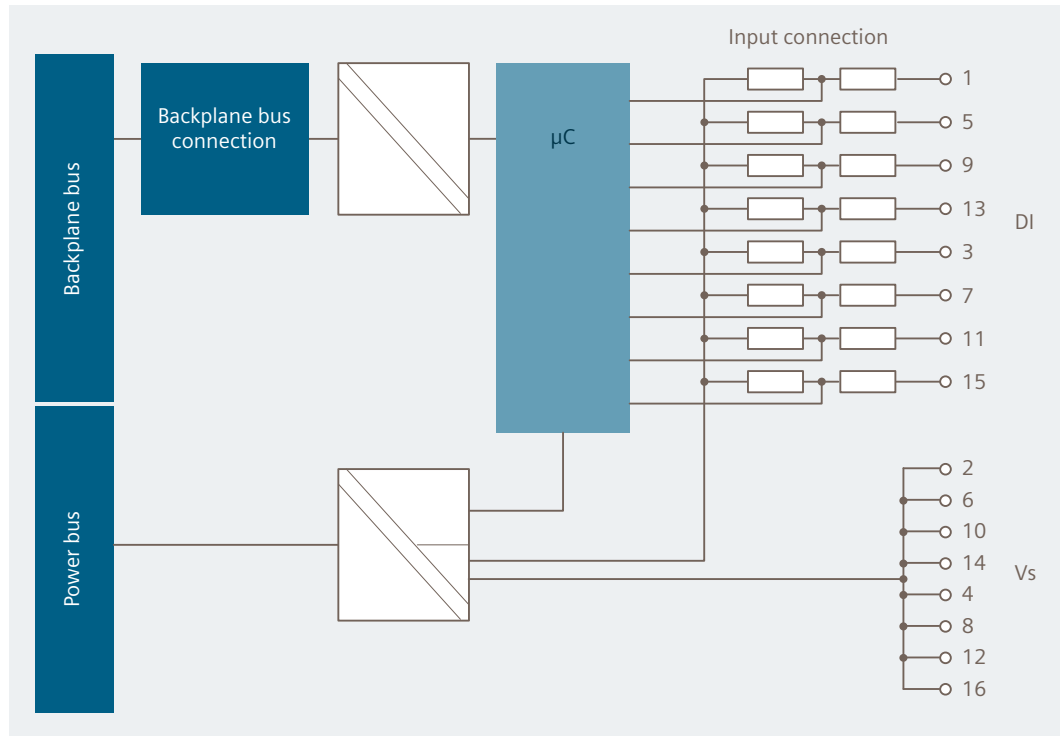 Input connection
Backplane bus
Backplane bus
connection
µC
1
5
9
13
3
7
11
15
DI
Power bus
2
6
10
14
4
8
12
16
Vs